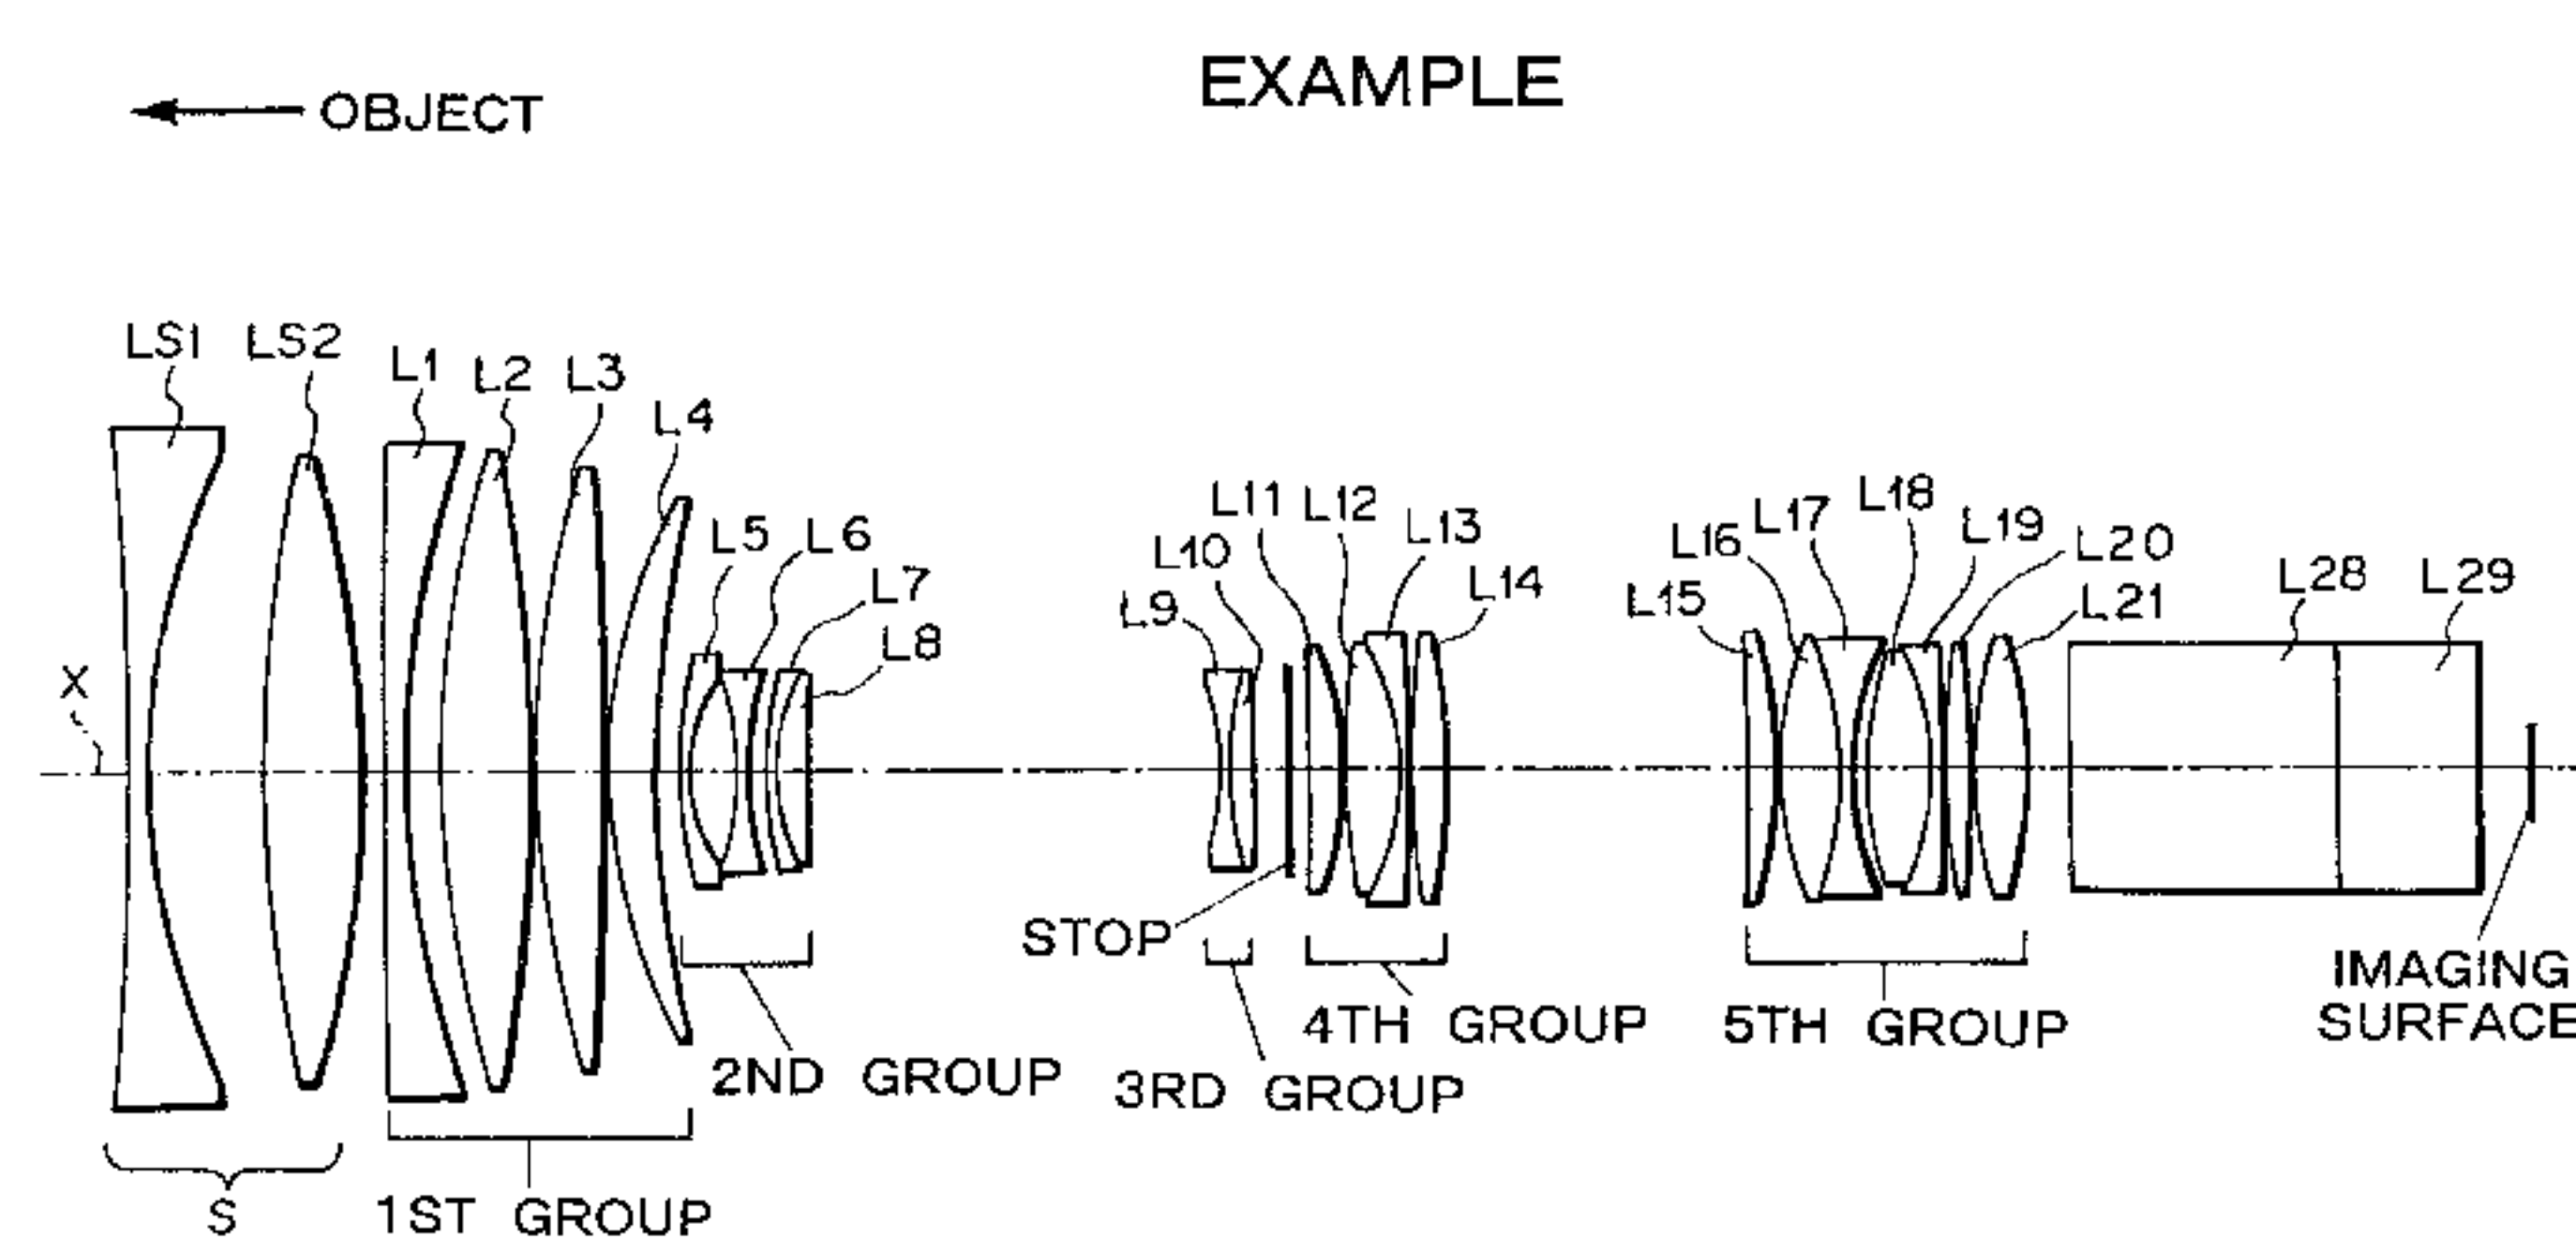 EXAMPLE
OBJECT
LS1
LS2
L1
L2
L3
L4
L5
L6
L7
L8
L9
L10
L11
L12
L13
L14
L15
L16
L17
L18
L19
L20
L21
L28
L29
X
STOP
IMAGING
SURFACE
2ND GROUP
3RD GROUP
4TH GROUP
5TH GROUP
S
1ST GROUP